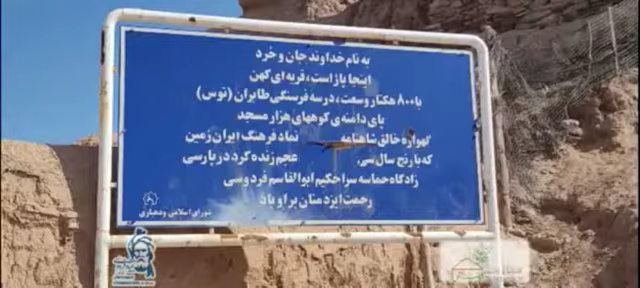 به نام خداوند جان و خرد
اینجا پاژ است، قریه ای کهن
با ۸۰۰ هکتار وسعت، در سه فرسنگی طابران (توس)
پای دامنه ی کوههای هزار مسجد
گهواره خالق شاهنامه نماد فرهنگ ایران زمین
که با رنج سال سی، عجم زنده کرد در پارسی
زادگاه حماسه سرا حکیم ابوالقاسم فردوسی
رحمت ایزد منان بر او باد
شورای اسلامی و دهیاری